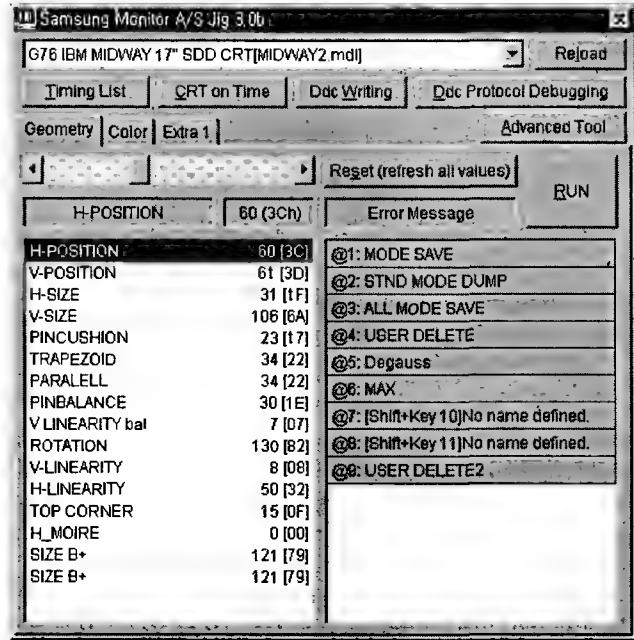 Samsung Monitor A/S Jig 3.0b
G76 IBM MIDWAY 17" SDD CRT[MIDWAY2.mdl]
Reload
Timing List
CRT on Time
Ddc Writing
Ddc Protocol Debugging
Geometry
Color
Extra 1
Advanced Tool
Reset (refresh all values)
RUN
H-POSITION
60 (3Ch)
Error Message
H-POSITION 60 [3C]
V-POSITION 61 [3D]
H-SIZE 31 [1F]
V-SIZE 106 [6A]
PINCUSHION 23 [17]
TRAPEZOID 34 [22]
PARALELL 34 [22]
PINBALANCE 30 [1E]
V LINEARITY bal 7 [07]
ROTATION 130 [82]
V-LINEARITY 8 [08]
H-LINEARITY 50 [32]
TOP CORNER 15 [0F]
H_MOIRE 0 [00]
SIZE B+ 121 [79]
SIZE B+ 121 [79]
@1: MODE SAVE
@2: STND MODE DUMP
@3: ALL MODE SAVE
@4: USER DELETE
@5: Degauss
@6: MAX
@7: [Shift+Key 10]No name defined.
@8: [Shift+Key 11]No name defined.
@9: USER DELETE2